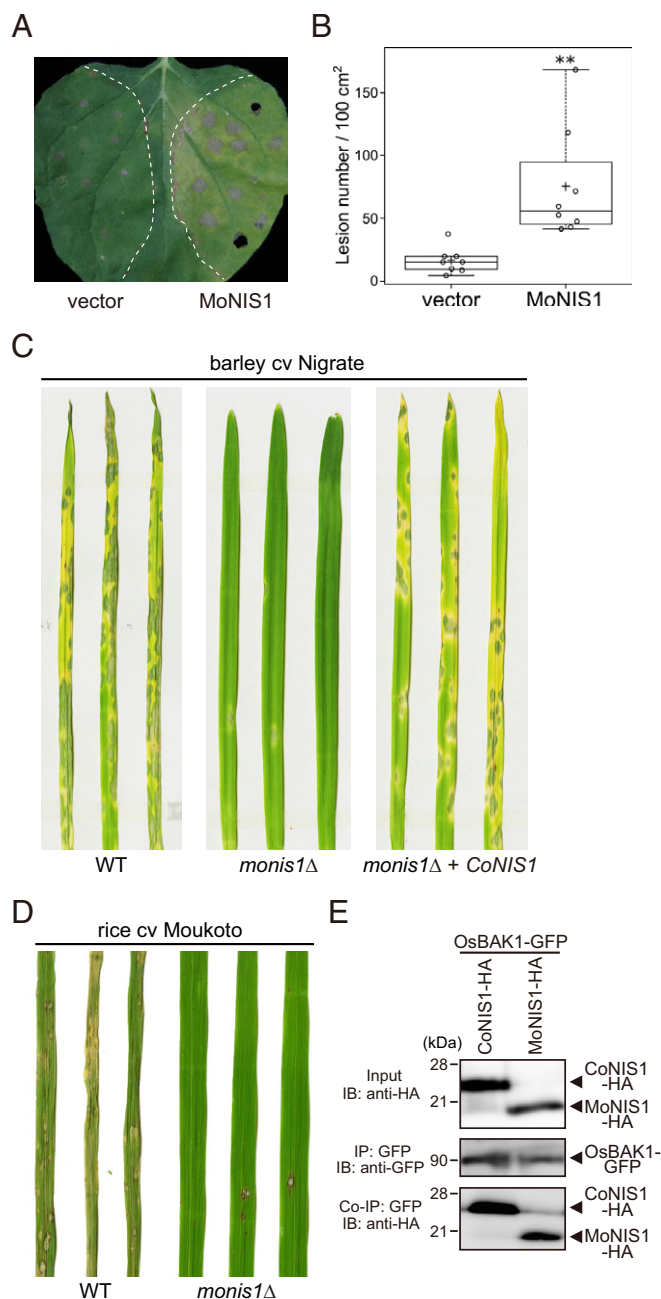 A
vector MoNIS1
B
Lesion number / 100 cm²
150
100
50
0
**
vector MoNIS1
C
barley cv Nigrate
WT monis1Δ monis1Δ + CoNIS1
D
rice cv Moukoto
WT monis1Δ
E
OsBAK1-GFP
CoNIS1-HA
MoNIS1-HA
(kDa)
Input
IB: anti-HA
28
21
CoNIS1
-HA
MoNIS1
-HA
IP: GFP
IB: anti-GFP
90
OsBAK1-
GFP
Co-IP: GFP
IB: anti-HA
28
21
CoNIS1
-HA
MoNIS1
-HA